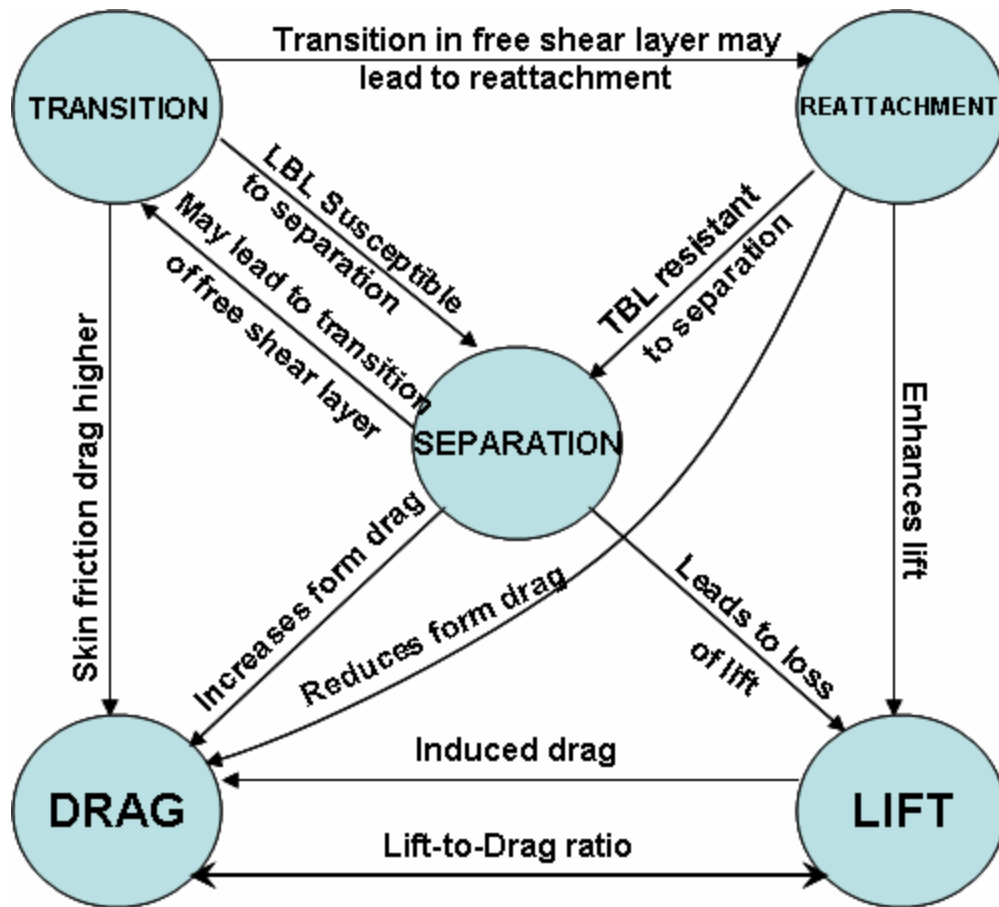 Transition in free shear layer may
lead to reattachment
TRANSITION
REATTACHMENT
LBL Susceptible
to separation
May lead to transition
of free shear layer
TBL resistant
to separation
Skin friction drag higher
SEPARATION
Enhances lift
Increases form drag
Reduces form drag
Leads to loss
of lift
Induced drag
DRAG
LIFT
Lift-to-Drag ratio